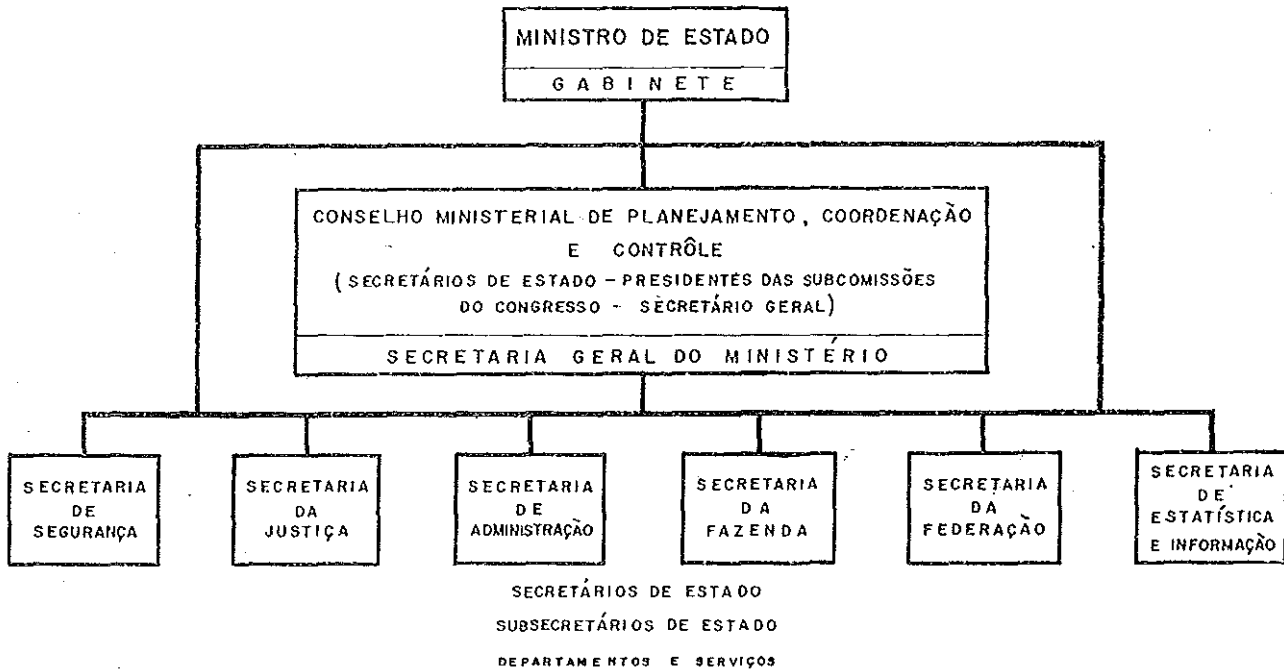 MINISTRO DE ESTADO
GABINETE
CONSELHO MINISTERIAL DE PLANEJAMENTO, COORDENAÇÃO
E CONTRÔLE
(SECRETÁRIOS DE ESTADO - PRESIDENTES DAS SUBCOMISSÕES
DO CONGRESSO - SECRETÁRIO GERAL)
SECRETARIA GERAL DO MINISTÉRIO
SECRETARIA
DE
SEGURANÇA
SECRETARIA
DA
JUSTIÇA
SECRETARIA
DE
ADMINISTRAÇÃO
SECRETARIA
DA
FAZENDA
SECRETARIA
DA
FEDERAÇÃO
SECRETARIA
DE
ESTATÍSTICA
E INFORMAÇÃO
SECRETÁRIOS DE ESTADO
SUBSECRETÁRIOS DE ESTADO
DEPARTAMENTOS E SERVIÇOS